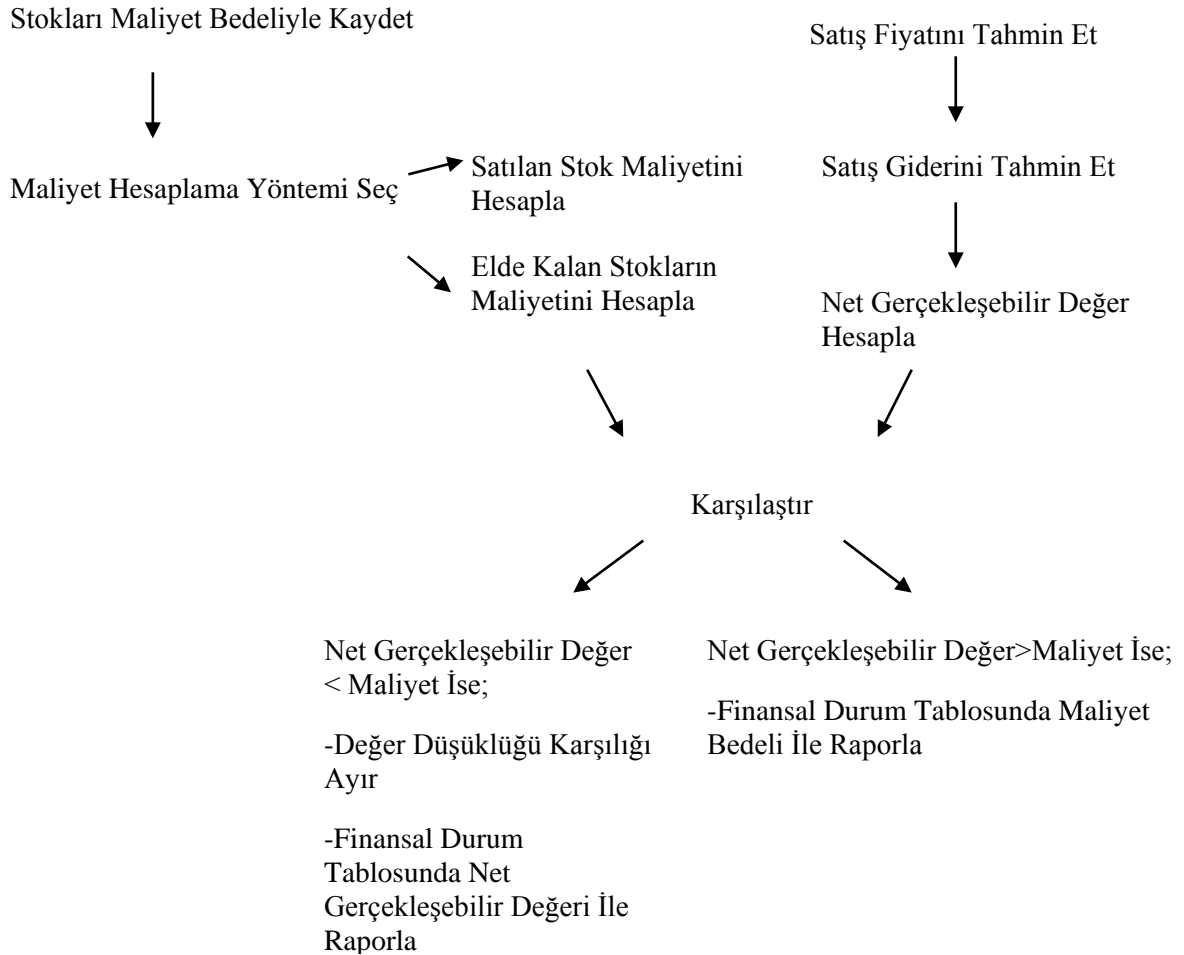 Stokları Maliyet Bedeliyle Kaydet
Satış Fiyatını Tahmin Et
Maliyet Hesaplama Yöntemi Seç
Satılan Stok Maliyetini
Hesapla
Satış Giderini Tahmin Et
Elde Kalan Stokların
Maliyetini Hesapla
Net Gerçekleşebilir Değer
Hesapla
Karşılaştır
Net Gerçekleşebilir Değer
< Maliyet İse;
-Değer Düşüklüğü Karşılığı
Ayır
-Finansal Durum
Tablosunda Net
Gerçekleşebilir Değeri İle
Raporla
Net Gerçekleşebilir Değer>Maliyet İse;
-Finansal Durum Tablosunda Maliyet
Bedeli İle Raporla